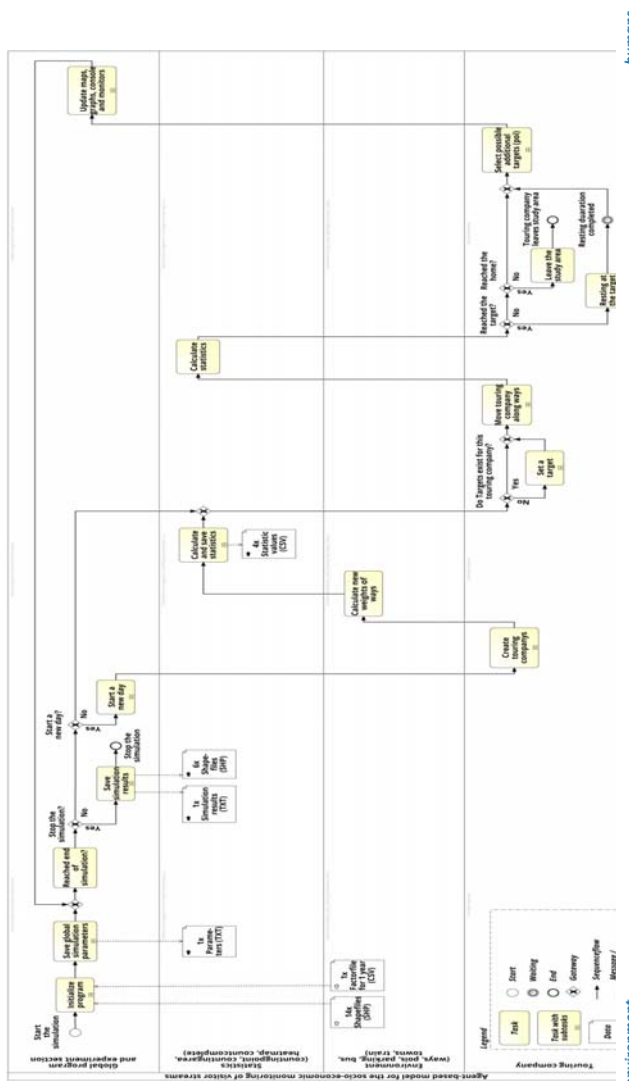 Agent-based model for the socio-economic monitoring of visitor streams
Global program
and experiment section
Statistics
(countingpoint, countingarea,
heatmap, countcomplete)
Environment
(ways, pois, parking, bus,
towns, train)
Touring company
Start
the
simulation
Initialize
program
Save global
simulation
parameters
Reached end
of
simulation?
Stop the
simulation?
No
Yes
Save
simulation
results
Stop the
simulation
Start a
new day?
No
Yes
Start a
new day
Update maps,
graphs, console
and monitors
1x
Parame-
ters (TXT)
1x
Simulation
results (TXT)
6x
Shape-
files
(SHP)
Calculate
and save
statistics
4x
Statistic
values
(CSV)
Calculate
statistics
14x
Shapefiles
(SHP)
1x
Factorfile
for 1 year
(CSV)
Calculate new
weights of
ways
Create
touring
companys
Do Targets exist for this
touring company?
Yes
No
Set a
target
Move touring
company
along ways
Reached the
target?
No
Yes
Resting at
the target
Reached the
home?
No
Yes
Leave the
study area
Touring company
leaves study area
Resting duaration
completed
Select possible
additional
targets (poi)
Legend
Task
Task with
subtasks
Data
Start
Waiting
End
Gateway
Sequenceflow
Message /
environment
humans